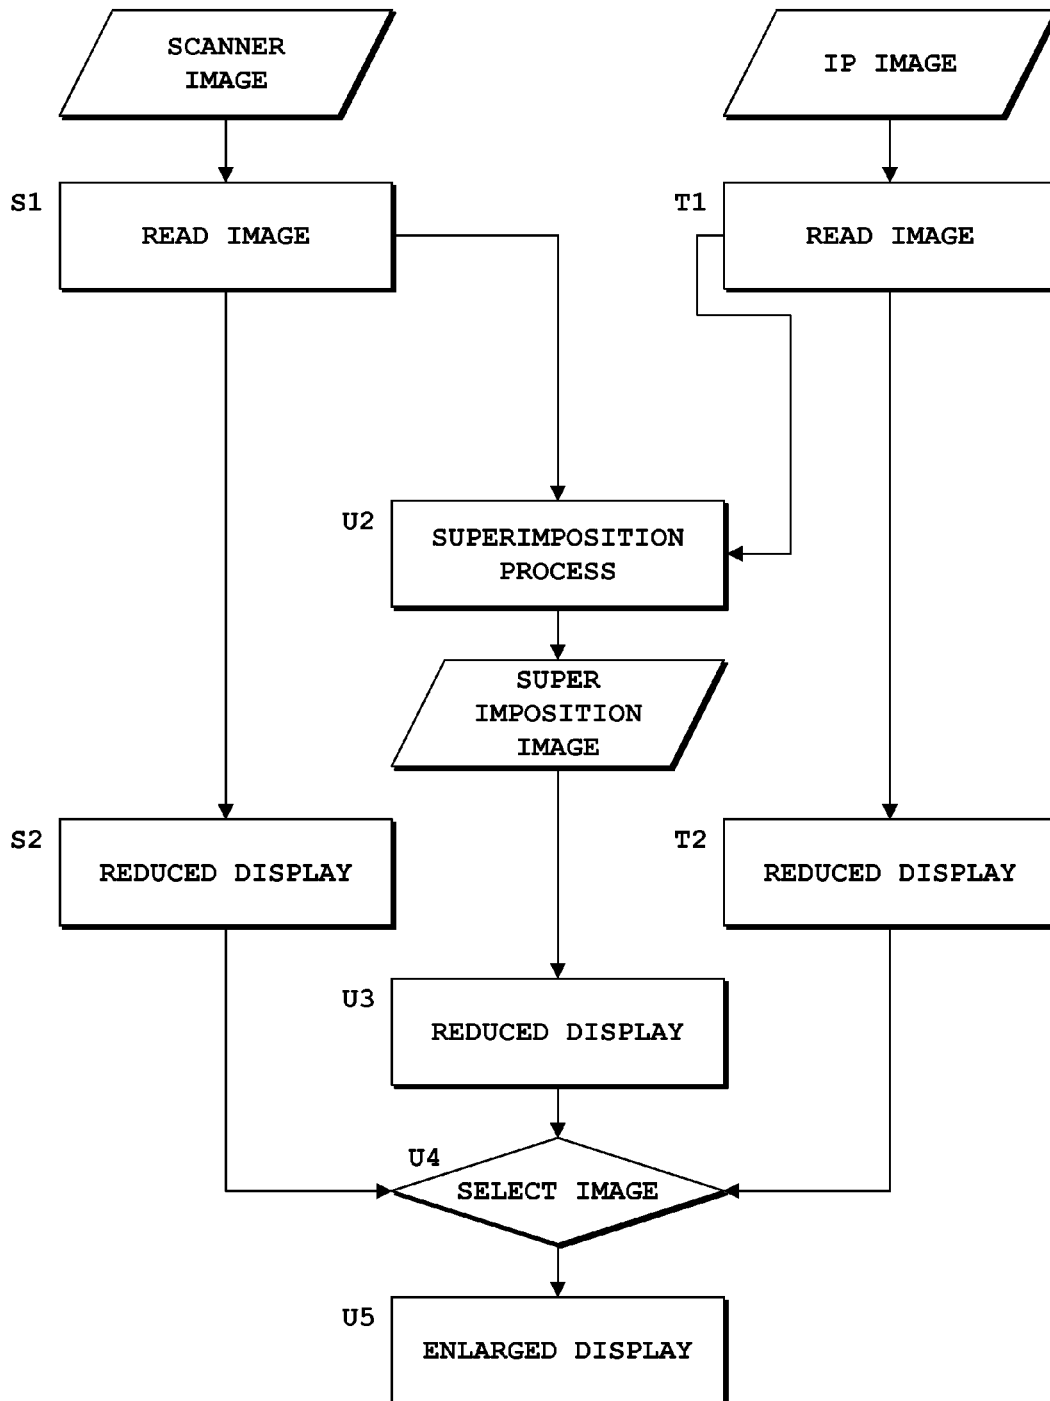 SCANNER
IMAGE
IP IMAGE
S1
READ IMAGE
T1
READ IMAGE
U2
SUPERIMPOSITION
PROCESS
SUPER
IMPOSITION
IMAGE
S2
REDUCED DISPLAY
T2
REDUCED DISPLAY
U3
REDUCED DISPLAY
U4
SELECT IMAGE
U5
ENLARGED DISPLAY